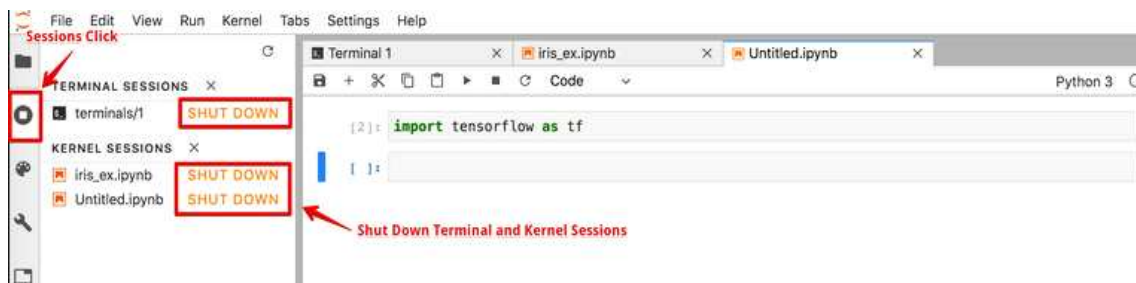 File Edit View Run Kernel Tabs Settings Help
Sessions Click
Terminal 1 × iris_ex.ipynb × Untitled.ipynb ×
TERMINAL SESSIONS ×
Code
Python 3
terminals/1 SHUT DOWN
[2]: import tensorflow as tf
KERNEL SESSIONS ×
[ ]:
iris_ex.ipynb SHUT DOWN
Untitled.ipynb SHUT DOWN
Shut Down Terminal and Kernel Sessions